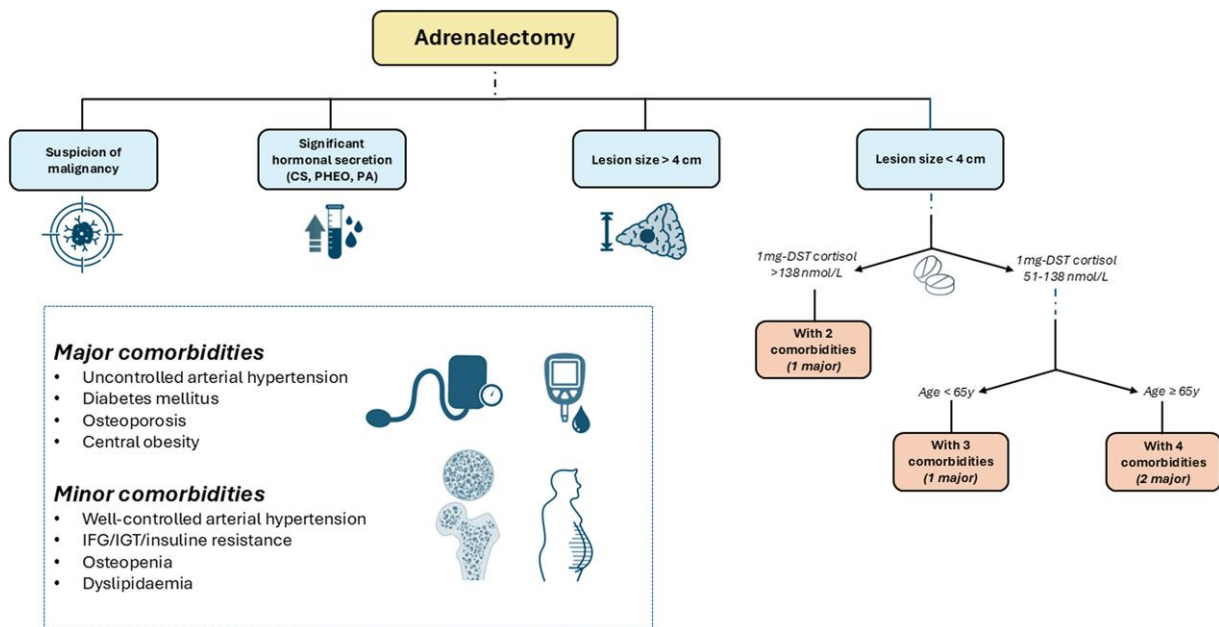 Adrenalectomy
Suspicion of
malignancy
Significant
hormonal secretion
(CS, PHEO, PA)
Lesion size > 4 cm
Lesion size < 4 cm
1mg-DST cortisol
>138 nmol/L
1mg-DST cortisol
51-138 nmol/L
With 2
comorbidities
(1 major)
Age < 65y
Age ≥ 65y
With 3
comorbidities
(1 major)
With 4
comorbidities
(2 major)
Major comorbidities
• Uncontrolled arterial hypertension
• Diabetes mellitus
• Osteoporosis
• Central obesity
Minor comorbidities
• Well-controlled arterial hypertension
• IFG/IGT/insuline resistance
• Osteopenia
• Dyslipidaemia